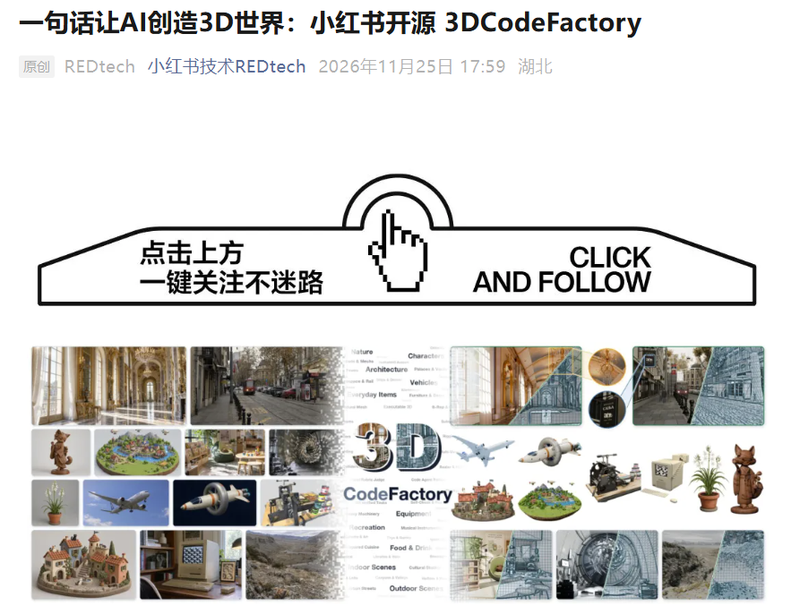 一句话让AI创造3D世界：小红书开源 3DCodeFactory
原创 REDtech 小红书技术REDtech 2026年11月25日 17:59 湖北
点击上方
一键关注不迷路
CLICK
AND FOLLOW
Nature
Character
Architecture
Vehicles
Everyday Items
3D
CodeFactory
Equipment
Recreation
Food & D
Indoor Scenes
Outdoor Scenes